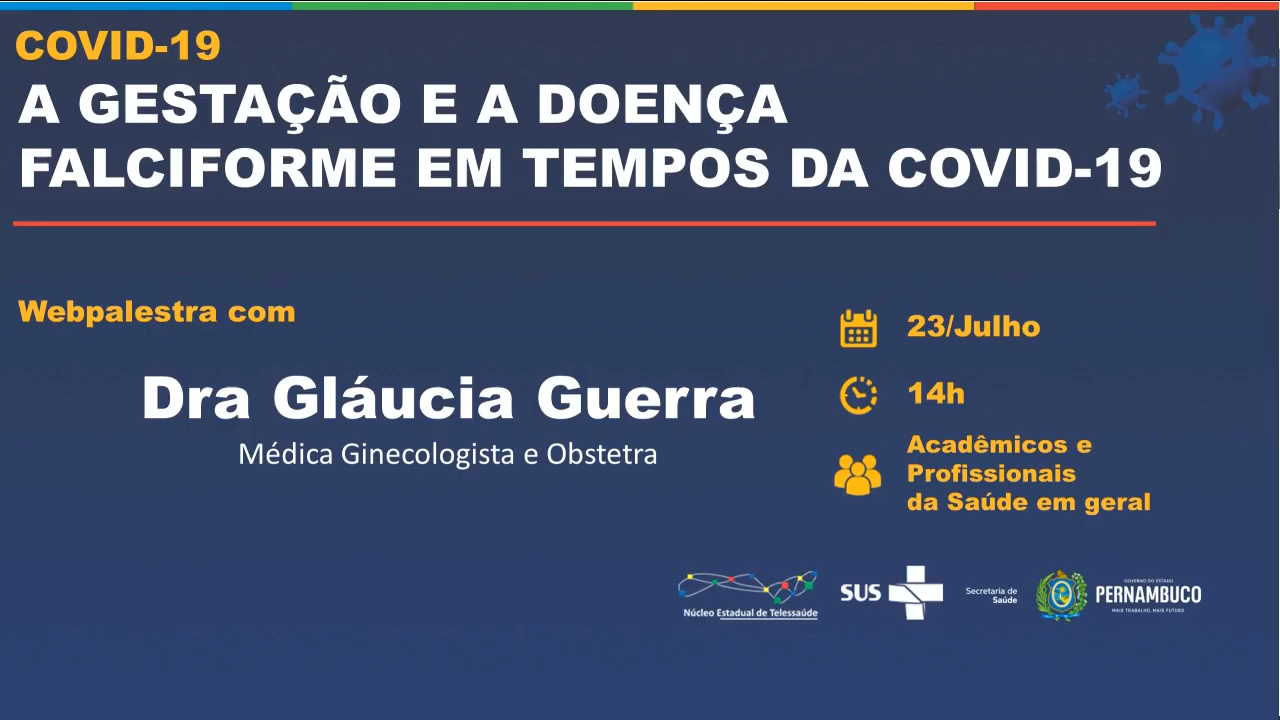 COVID-19
A GESTAÇÃO E A DOENÇA
FALCIFORME EM TEMPOS DA COVID-19
Webpalestra com
Dra Gláucia Guerra
Médica Ginecologista e Obstetra
23/Julho
14h
Acadêmicos e
Profissionais
da Saúde em geral
Núcleo Estadual de Telessaúde
SUS
Secretaria de
Saúde
GOVERNO DO ESTADO
PERNAMBUCO
MAIS TRABALHO, MAIS FUTURO.